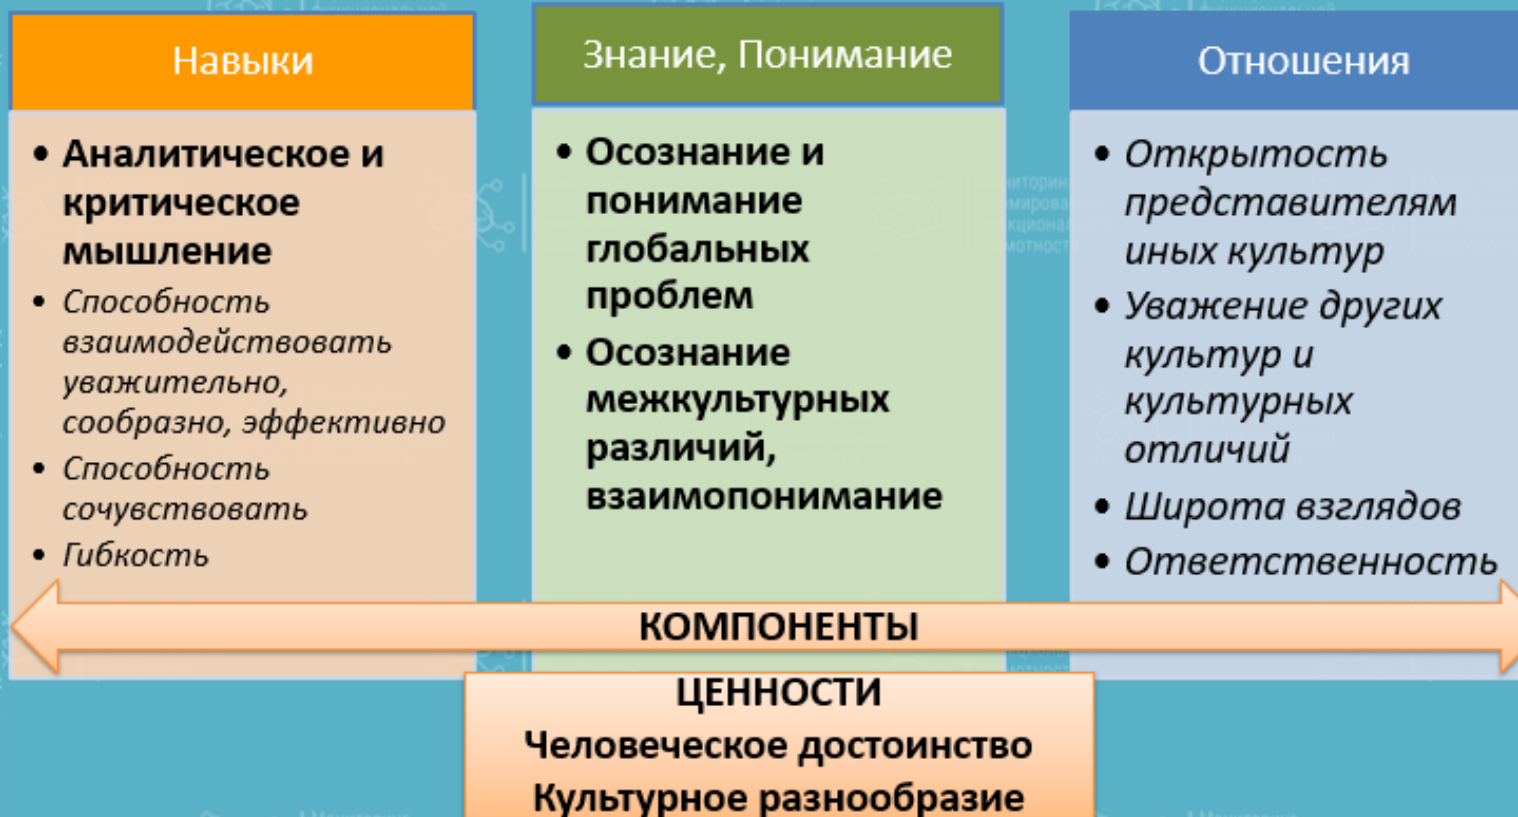 Навыки
• Аналитическое и
критическое
мышление
• Способность
взаимодействовать
уважительно,
сообразно, эффективно
• Способность
сочувствовать
• Гибкость
Знание, Понимание
• Осознание и
понимание
глобальных
проблем
• Осознание
межкультурных
различий,
взаимопонимание
Отношения
• Открытость
представителям
иных культур
• Уважение других
культур и
культурных
отличий
• Широта взглядов
• Ответственность
КОМПОНЕНТЫ
ЦЕННОСТИ
Человеческое достоинство
Культурное разнообразие